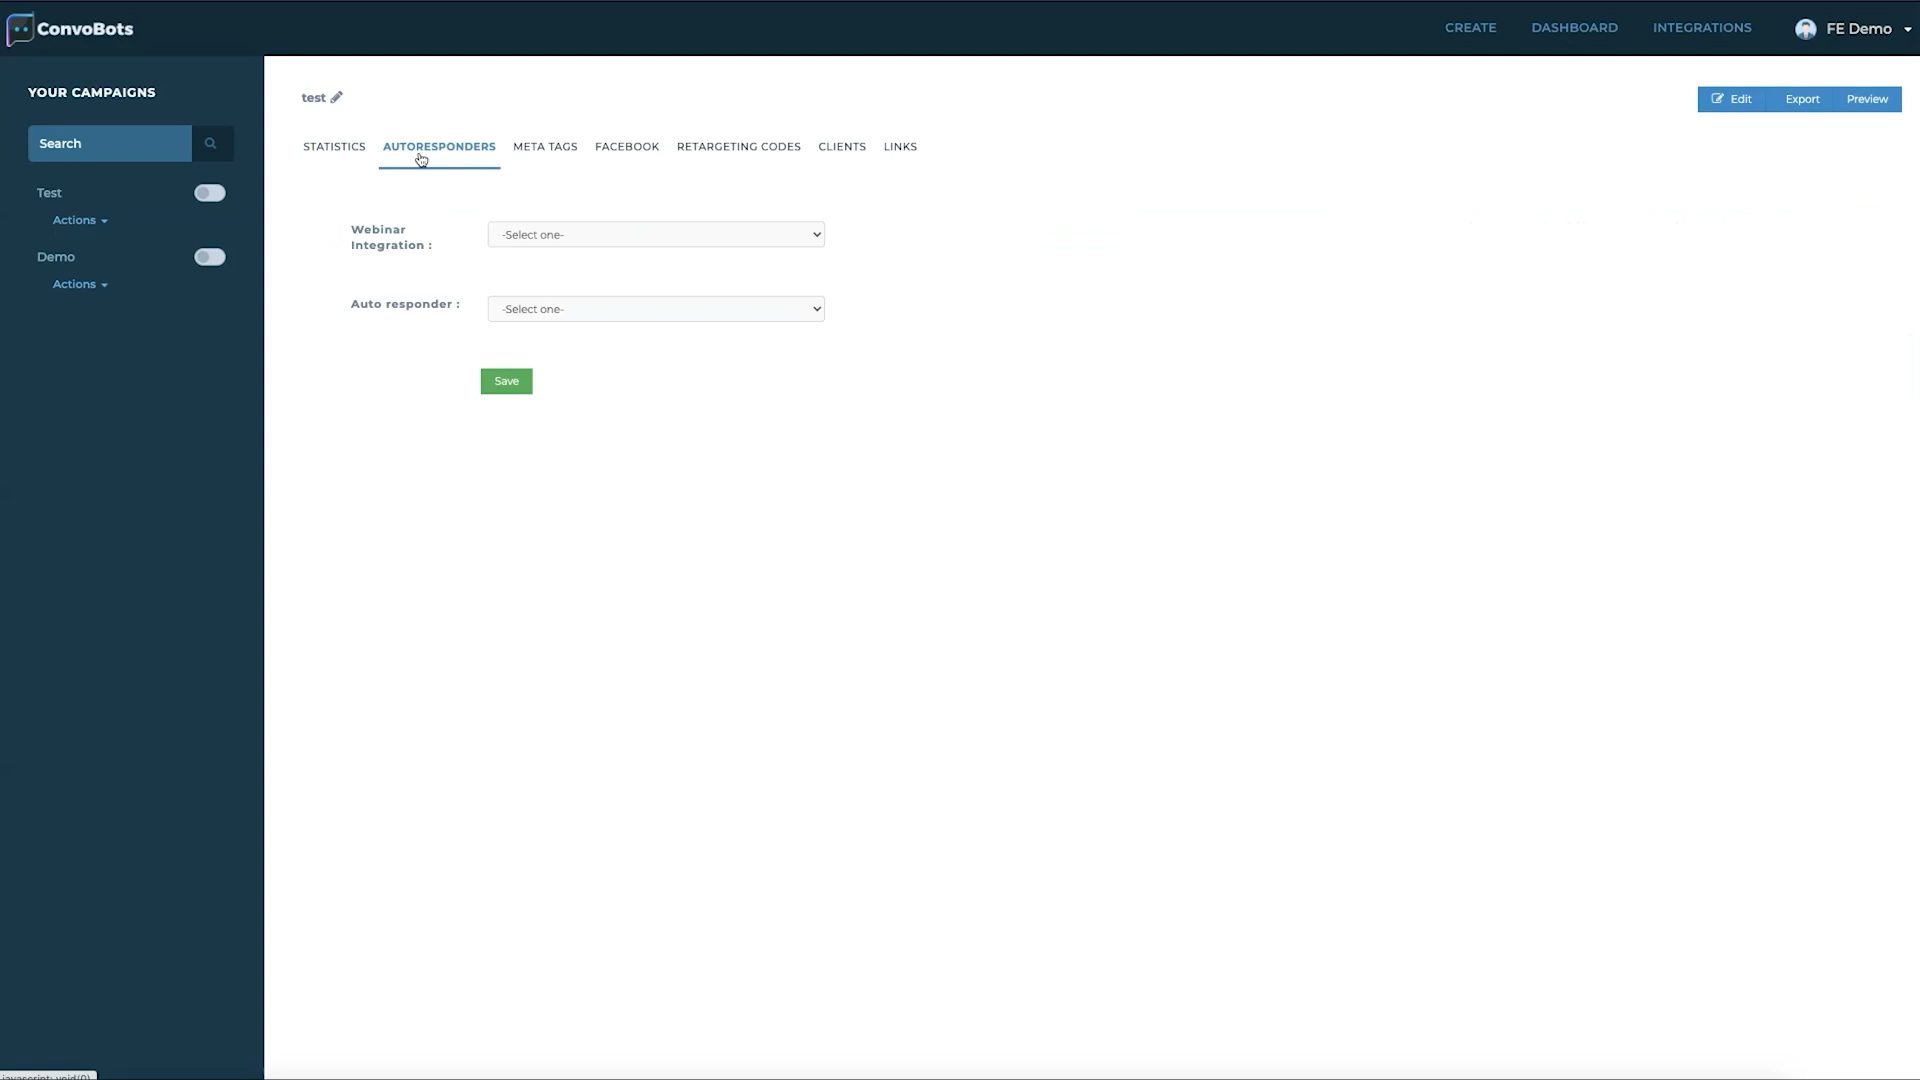 ConvoBots
CREATE
DASHBOARD
INTEGRATIONS
FE Demo
YOUR CAMPAIGNS
Search
Test
Actions
Demo
Actions
test
Edit
Export
Preview
STATISTICS
AUTORESPONDERS
META TAGS
FACEBOOK
RETARGETING CODES
CLIENTS
LINKS
Webinar
Integration :
-Select one-
Auto responder :
-Select one-
Save
javascript: void(0)